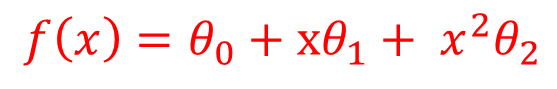 f(x) = θ₀ + xθ₁ + x²θ₂